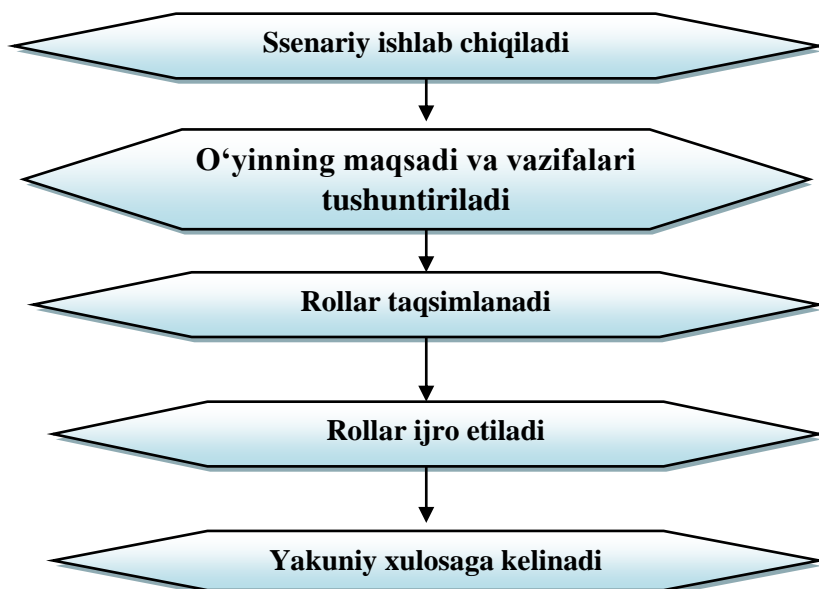 Ssenariy ishlab chiqiladi
O‘yinning maqsadi va vazifalari
tushuntiriladi
Rollar taqsimlanadi
Rollar ijro etiladi
Yakuniy xulosaga kelinadi